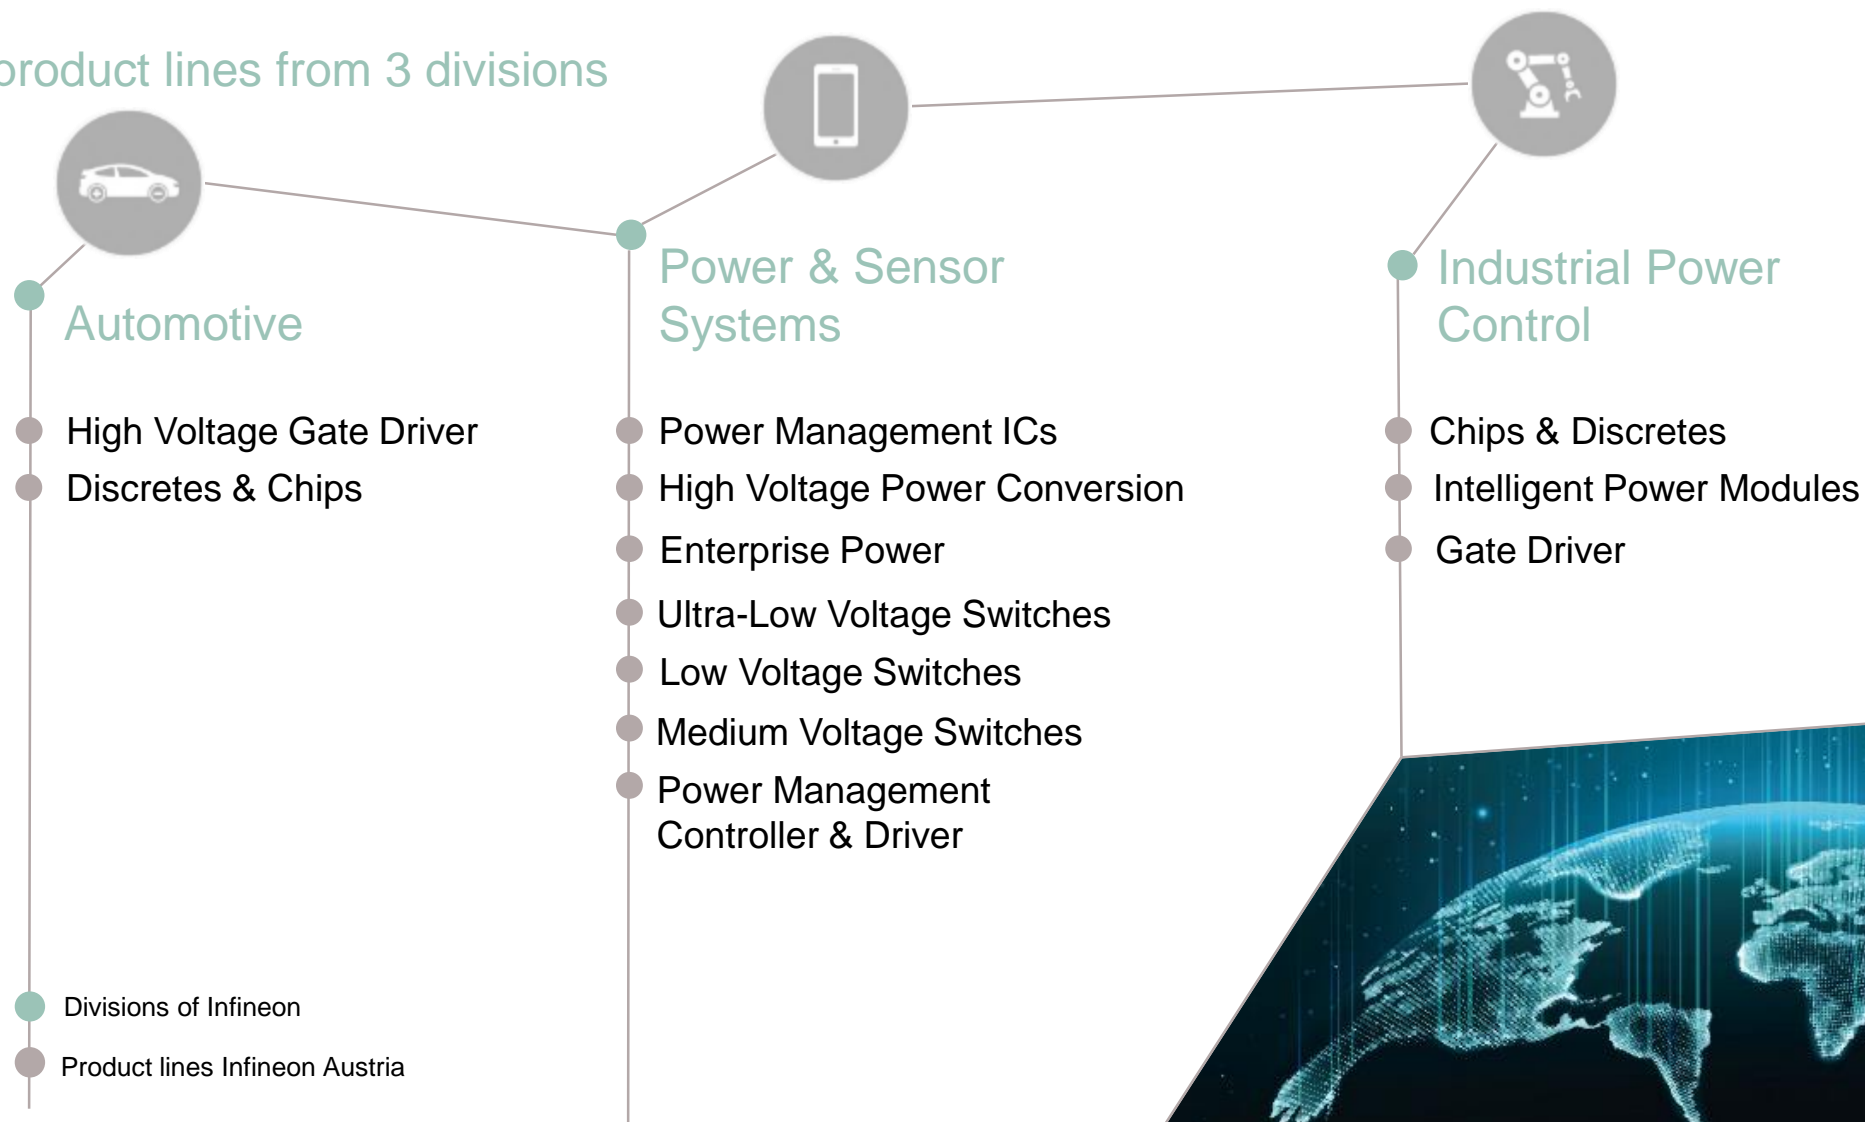 product lines from 3 divisions
Automotive
High Voltage Gate Driver
Discretes & Chips
Power & Sensor
Systems
Power Management ICs
High Voltage Power Conversion
Enterprise Power
Ultra-Low Voltage Switches
Low Voltage Switches
Medium Voltage Switches
Power Management
Controller & Driver
Industrial Power
Control
Chips & Discretes
Intelligent Power Modules
Gate Driver
Divisions of Infineon
Product lines Infineon Austria